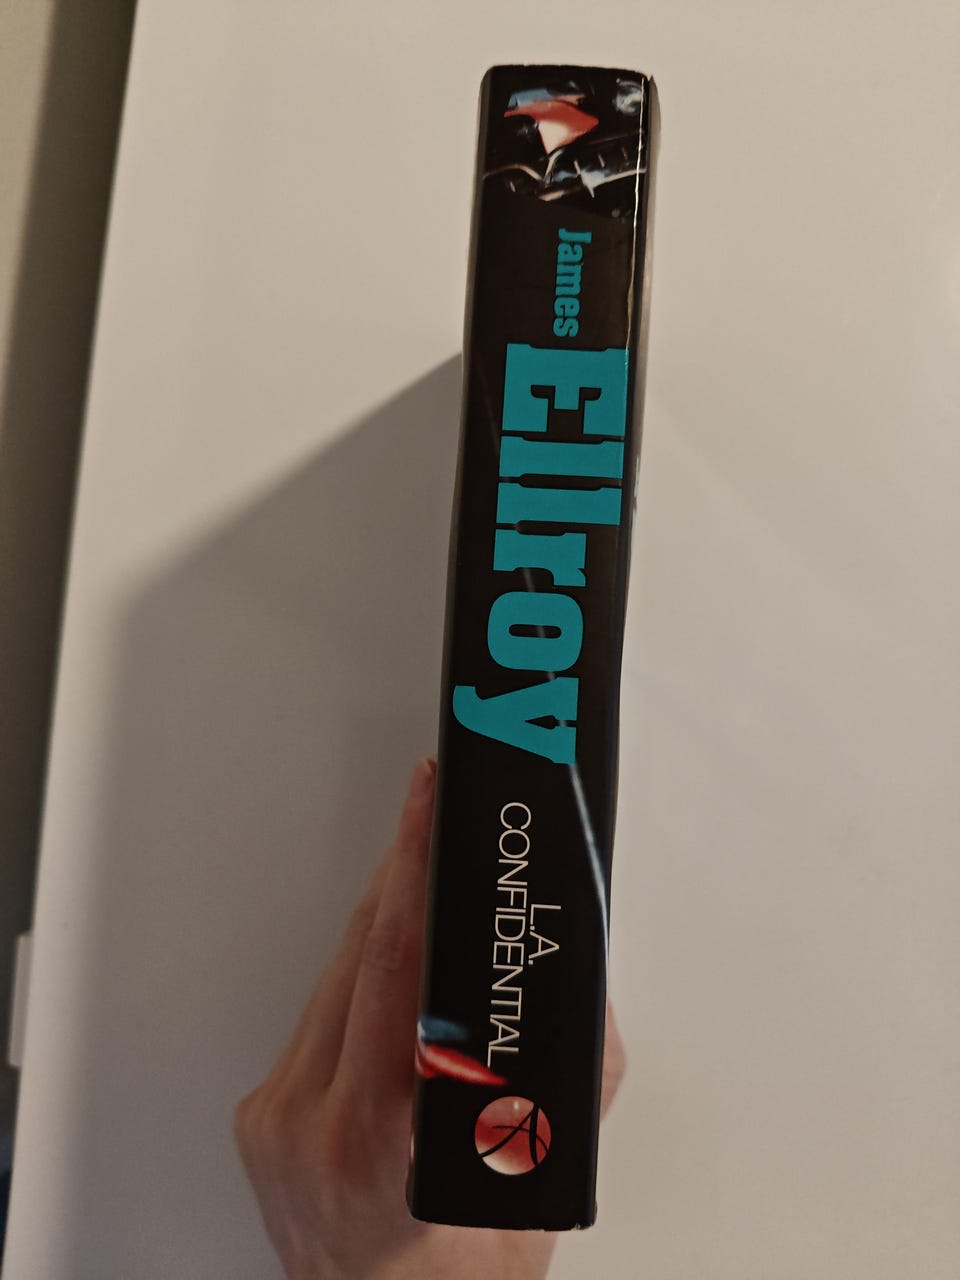 James
Ellroy
L.A.
CONFIDENTIAL
A